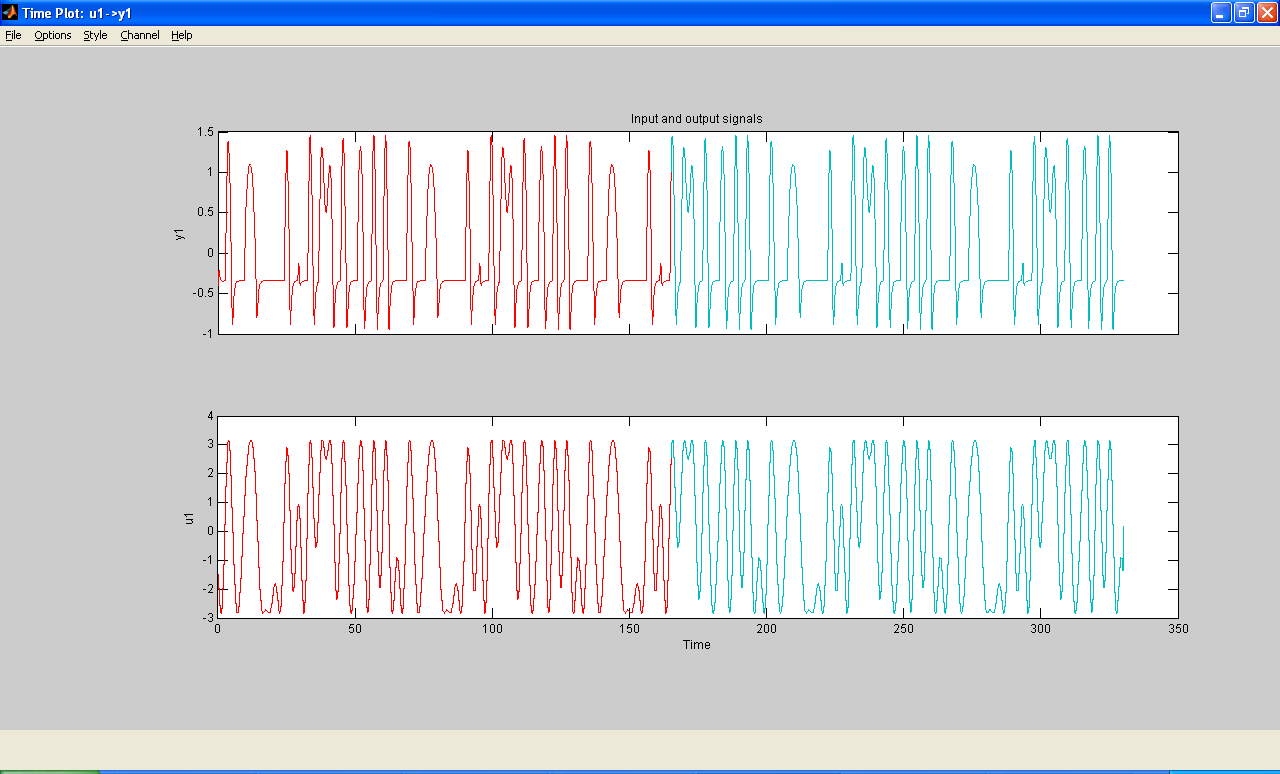 Time Plot: u1->y1
File Options Style Channel Help
Input and output signals
1.5
1
0.5
0
-0.5
-1
y1
4
3
2
1
0
-1
-2
-3
u1
0 50 100 150 200 250 300 350
Time